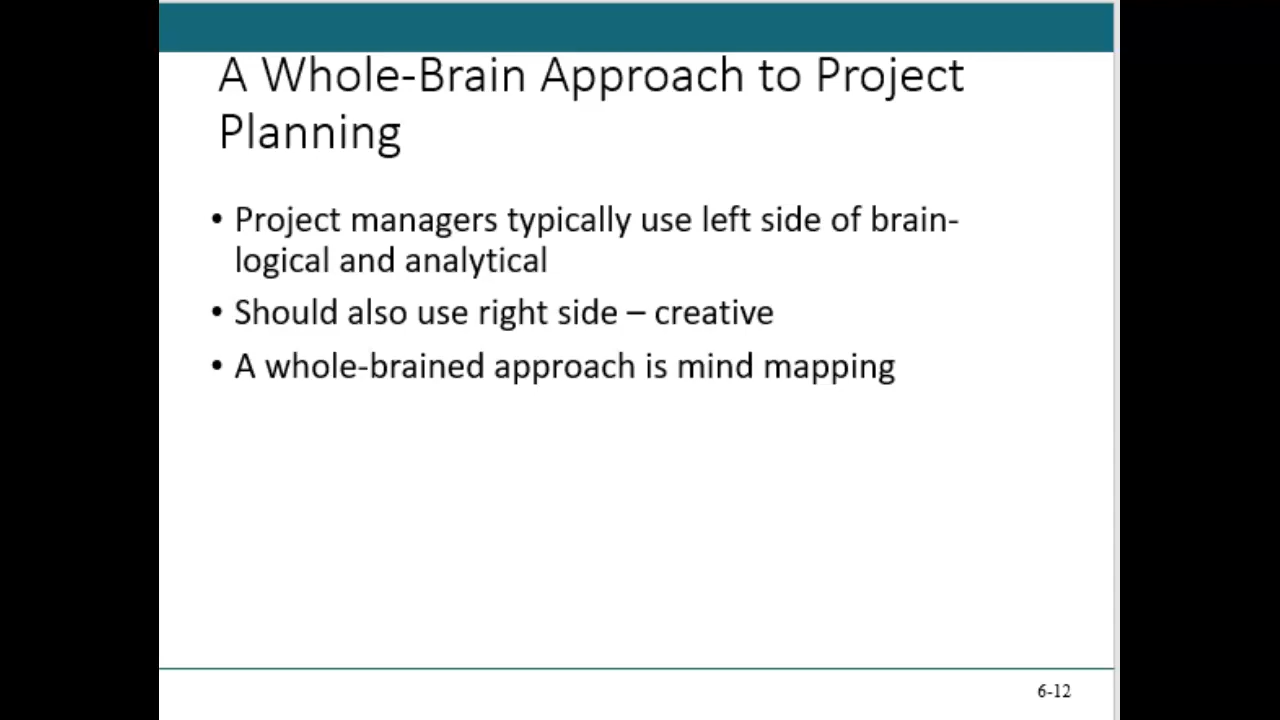 A Whole-Brain Approach to Project
Planning
• Project managers typically use left side of brain-
logical and analytical
• Should also use right side – creative
• A whole-brained approach is mind mapping
6-12